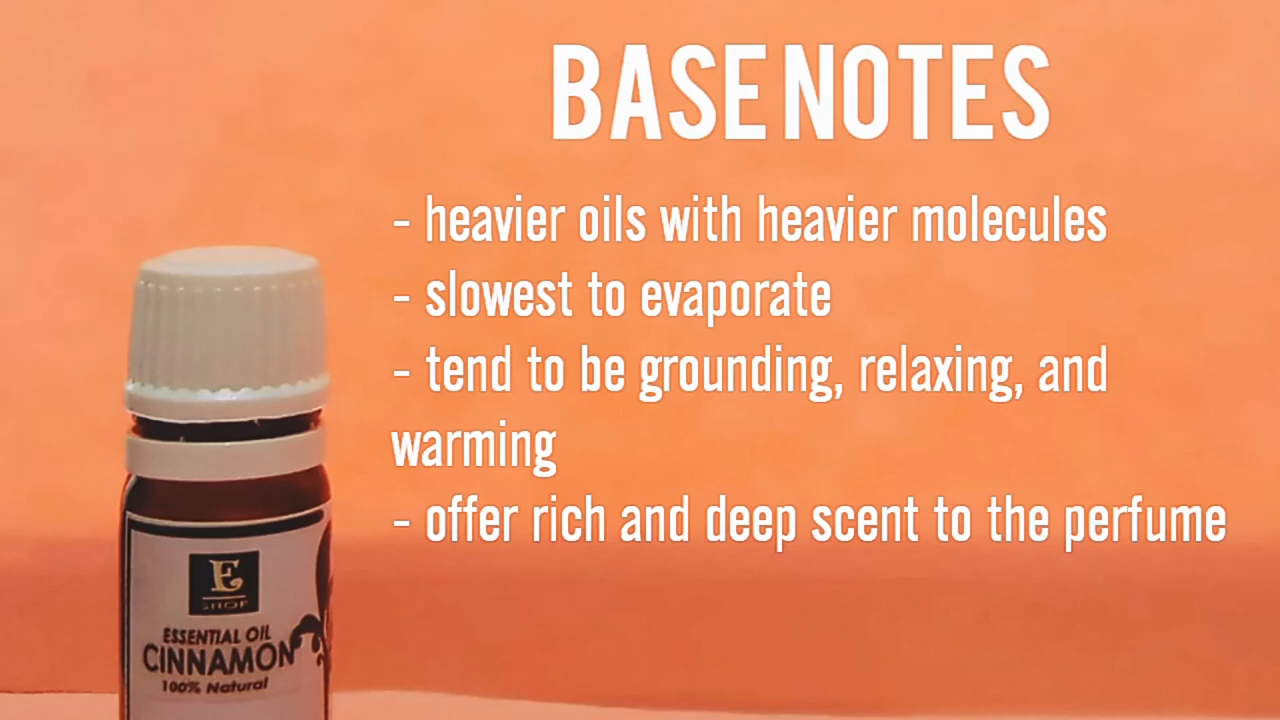 BASE NOTES
- heavier oils with heavier molecules
- slowest to evaporate
- tend to be grounding, relaxing, and
warming
- offer rich and deep scent to the perfume
E
SHOP
ESSENTIAL OIL
CINNAMON
100% Natural